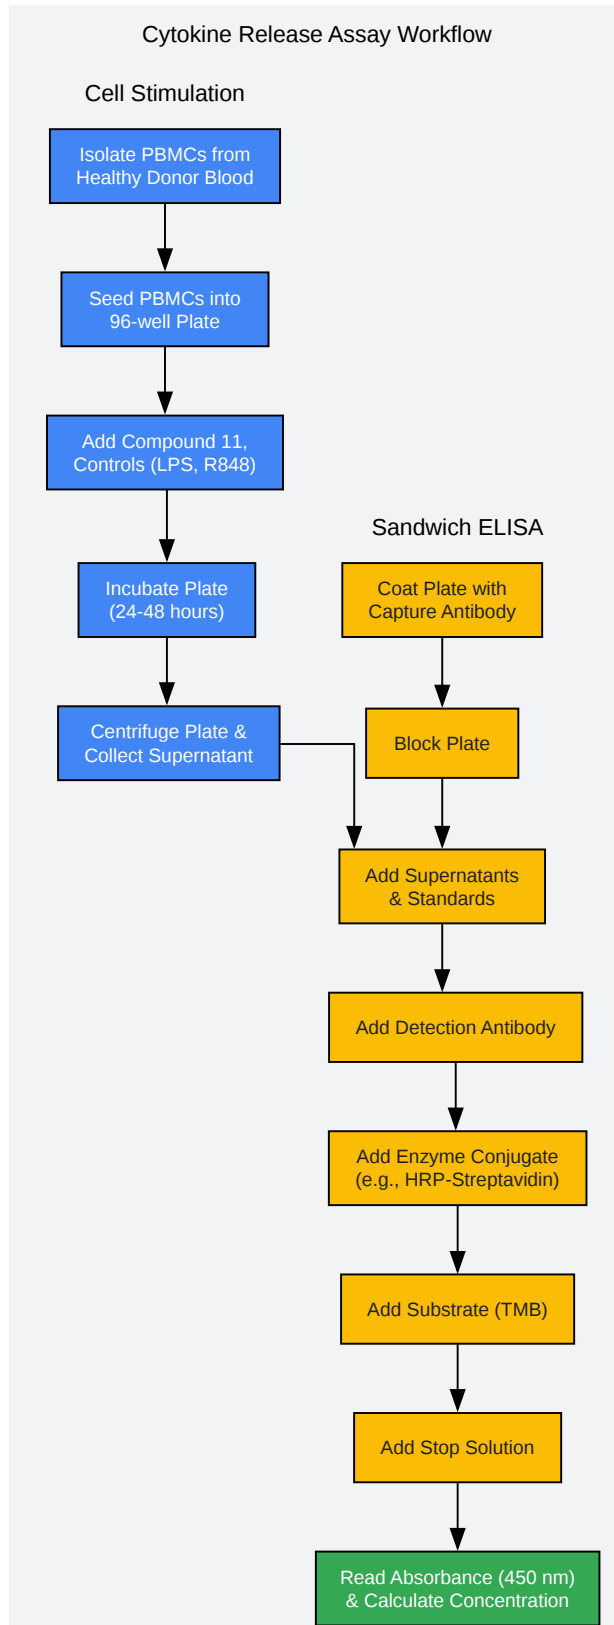 Cytokine Release Assay Workflow
Cell Stimulation
Isolate PBMCs from
Healthy Donor Blood
Seed PBMCs into
96-well Plate
Add Compound 11,
Controls (LPS, R848)
Incubate Plate
(24-48 hours)
Centrifuge Plate &
Collect Supernatant
Sandwich ELISA
Coat Plate with
Capture Antibody
Block Plate
Add Supernatants
& Standards
Add Detection Antibody
Add Enzyme Conjugate
(e.g., HRP-Streptavidin)
Add Substrate (TMB)
Add Stop Solution
Read Absorbance (450 nm)
& Calculate Concentration